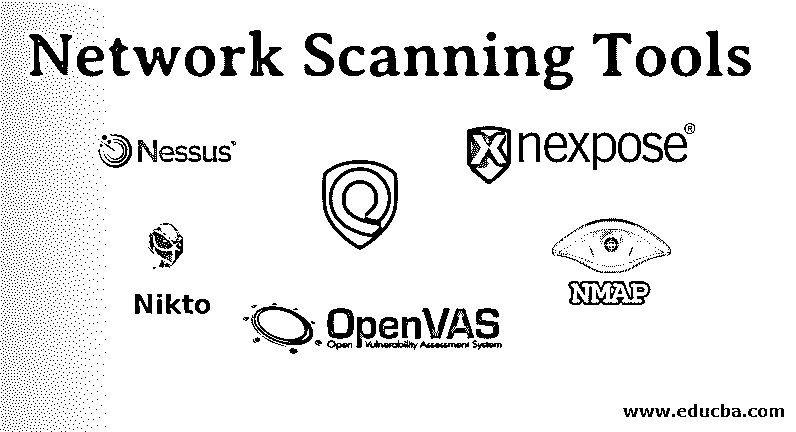 Network Scanning Tools
Nessus®
nexpose®
Nikto
NMAP
OpenVAS
Open Vulnerability Assessment System
www.educba.com